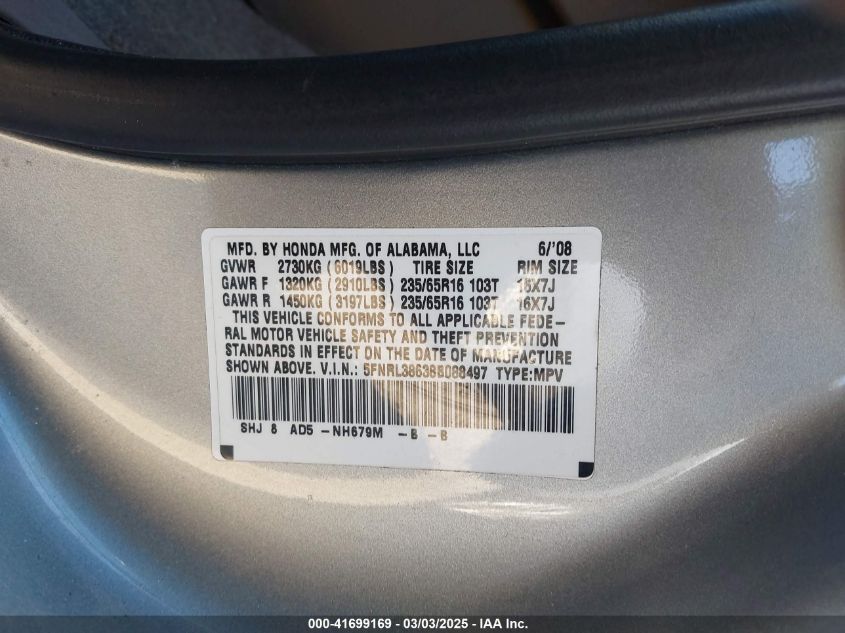 MFD. BY HONDA MFG. OF ALABAMA, LLC 6/'08
GVWR 2730KG (6019LBS) TIRE SIZE RIM SIZE
GAWR F 1320KG (2910LBS) 235/65R16 103T 16X7J
GAWR R 1450KG (3197LBS) 235/65R16 103T 16X7J
THIS VEHICLE CONFORMS TO ALL APPLICABLE FEDE-
RAL MOTOR VEHICLE SAFETY AND THEFT PREVENTION
STANDARDS IN EFFECT ON THE DATE OF MANUFACTURE
SHOWN ABOVE. V.I.N.: 5FNRL38638B088497 TYPE:MPV
SHJ 8 AD5 -NH679M -B -B
000-41699169 - 03/03/2025 - IAA Inc.